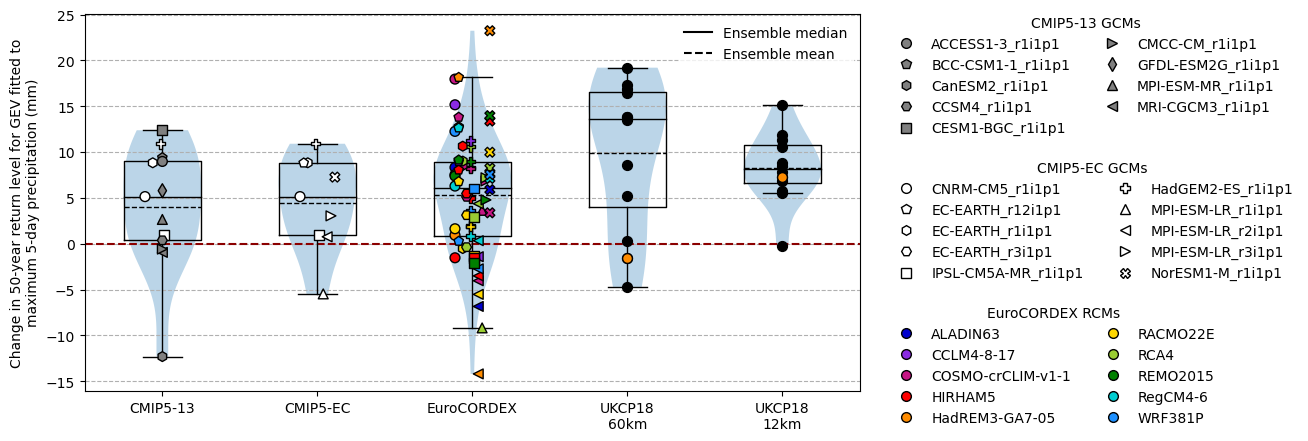 Change in 50-year return level for GEV fitted to
maximum 5-day precipitation (mm)
25
20
15
10
5
0
−5
−10
−15
Ensemble median
Ensemble mean
CMIP5-13
CMIP5-EC
EuroCORDEX
UKCP18
60km
UKCP18
12km
CMIP5-13 GCMs
ACCESS1-3_r1i1p1
BCC-CSM1-1_r1i1p1
CanESM2_r1i1p1
CCSM4_r1i1p1
CESM1-BGC_r1i1p1
CMCC-CM_r1i1p1
GFDL-ESM2G_r1i1p1
MPI-ESM-MR_r1i1p1
MRI-CGCM3_r1i1p1
CMIP5-EC GCMs
CNRM-CM5_r1i1p1
EC-EARTH_r12i1p1
EC-EARTH_r1i1p1
EC-EARTH_r3i1p1
IPSL-CM5A-MR_r1i1p1
HadGEM2-ES_r1i1p1
MPI-ESM-LR_r1i1p1
MPI-ESM-LR_r2i1p1
MPI-ESM-LR_r3i1p1
NorESM1-M_r1i1p1
EuroCORDEX RCMs
ALADIN63
CCLM4-8-17
COSMO-crCLIM-v1-1
HIRHAM5
HadREM3-GA7-05
RACMO22E
RCA4
REMO2015
RegCM4-6
WRF381P